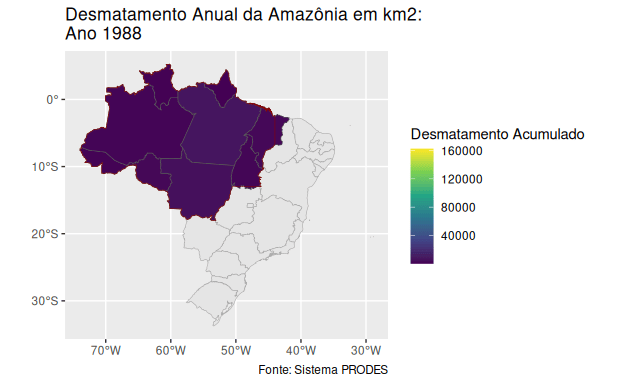 Desmatamento Anual da Amazônia em km2:
Ano 1988
0°
10°S
20°S
30°S
70°W
60°W
50°W
40°W
30°W
Desmatamento Acumulado
160000
120000
80000
40000
Fonte: Sistema PRODES